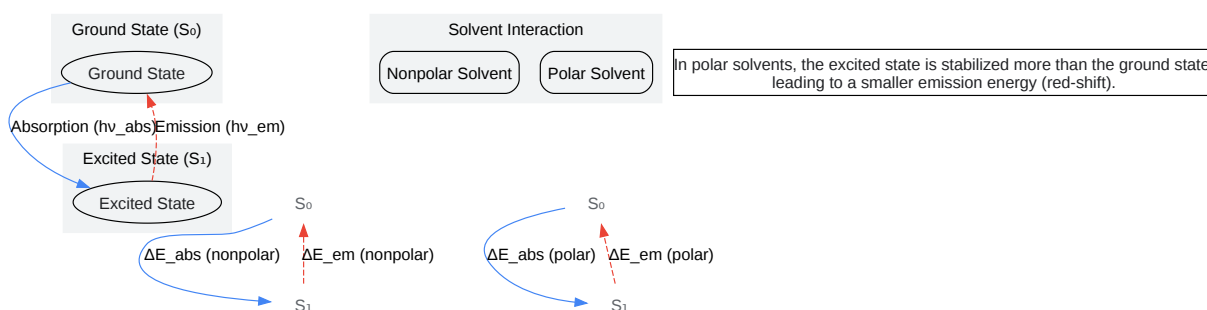 Ground State (S₀)
Ground State
Solvent Interaction
Nonpolar Solvent
Polar Solvent
In polar solvents, the excited state is stabilized more than the ground state
leading to a smaller emission energy (red-shift).
Absorption (hν_abs)
Emission (hν_em)
Excited State (S₁)
Excited State
S₀
ΔE_abs (nonpolar)
ΔE_em (nonpolar)
S₁
S₀
ΔE_abs (polar)
ΔE_em (polar)
S₁